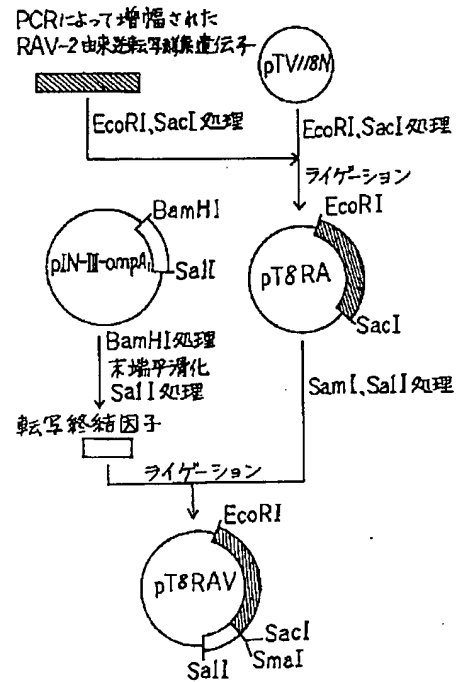 PCRによって増幅された
RAV-2由来逆転写酵素遺伝子
pTV118N
EcoRI、SacI処理
EcoRI、SacI処理
ライゲーション
EcoRI
pT8RA
SacI
BamHI
pIN-III-ompA1
SalI
BamHI処理
末端平滑化
SalI処理
転写終結因子
SamI、SalI処理
ライゲーション
EcoRI
pT8RAV
SacI
SmaI
SalI